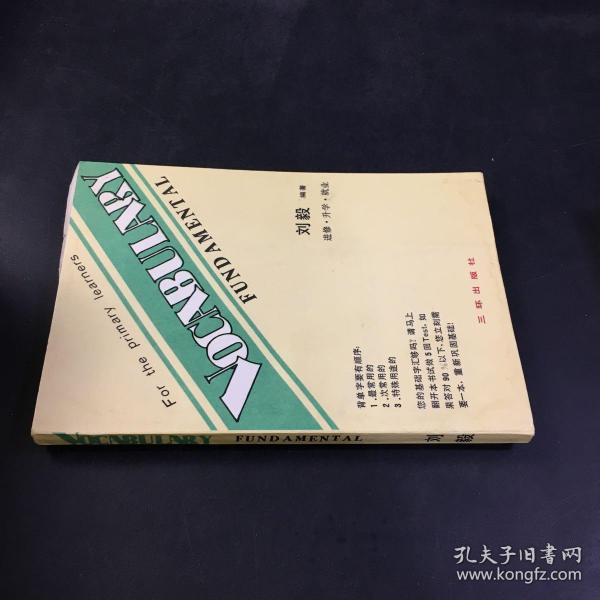 For the primary learners
VOCABULARY
FUNDAMENTAL
刘毅 编著
进修·升学·就业
背单字要有顺序:
1.最常用的
2.次常用的
3.特殊用途的
您的基础字汇够吗? 请马上
翻开本书试做5回Test,如
果答对90%以下,您立刻需
要一本,重新巩固基础!
三环出版社
VOCABULARY FUNDAMENTAL 刘毅
孔夫子旧书网
www.kongfz.com